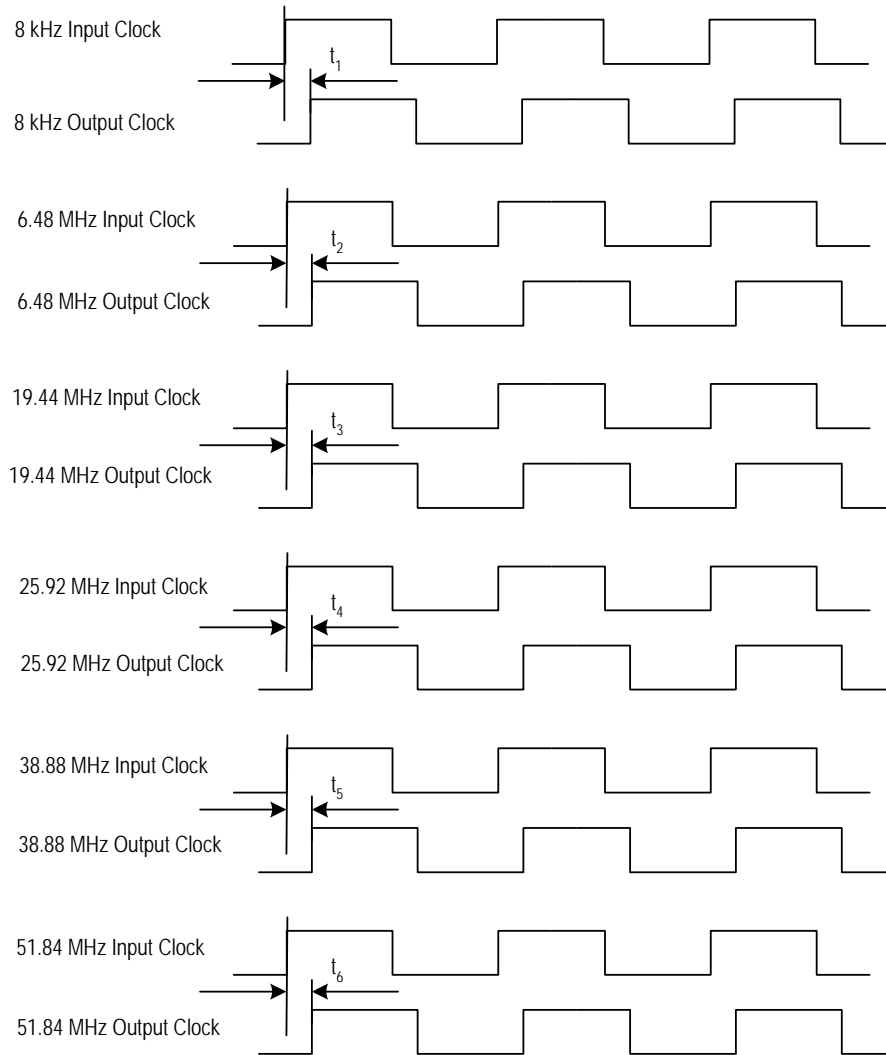 8 kHz Input Clock
t1
8 kHz Output Clock
6.48 MHz Input Clock
t2
6.48 MHz Output Clock
19.44 MHz Input Clock
t3
19.44 MHz Output Clock
25.92 MHz Input Clock
t4
25.92 MHz Output Clock
38.88 MHz Input Clock
t5
38.88 MHz Output Clock
51.84 MHz Input Clock
t6
51.84 MHz Output Clock